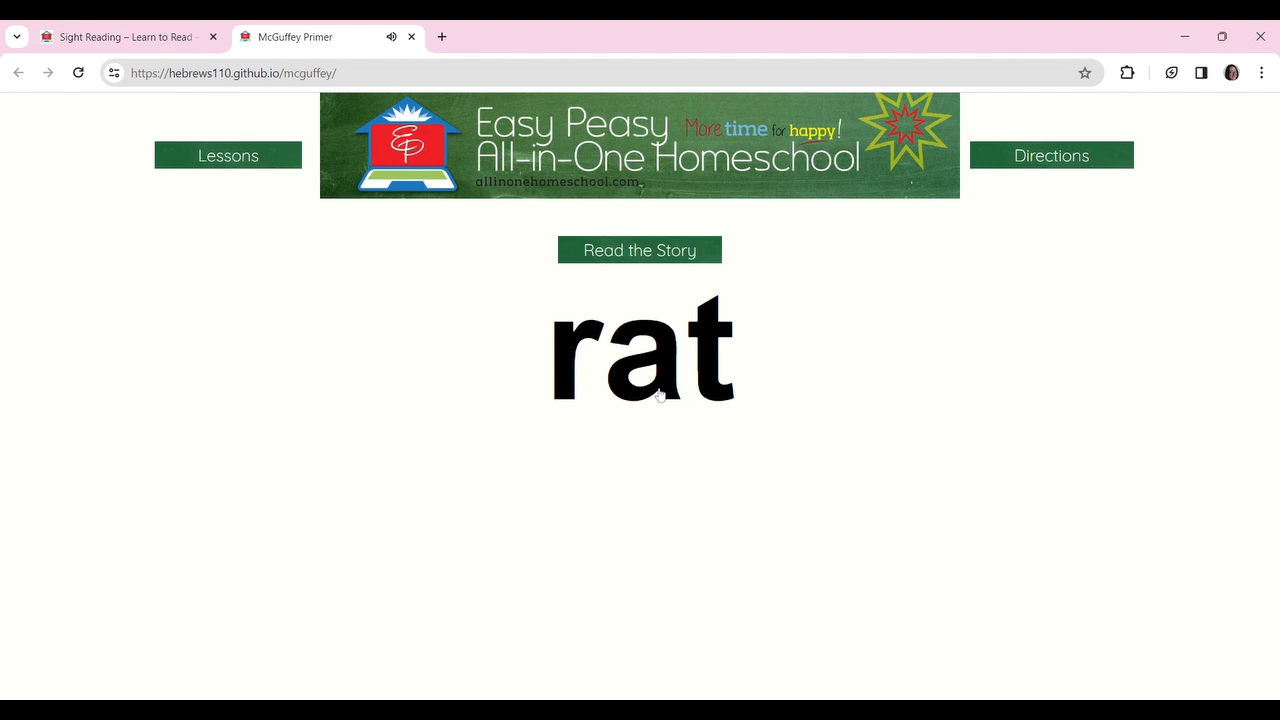 Sight Reading – Learn to Read -
McGuffey Primer
https://hebrews110.github.io/mcguffey/
Easy Peasy
All-in-One Homeschool
More time for happy!
EP
allinonehomeschool.com
Lessons
Directions
Read the Story
rat